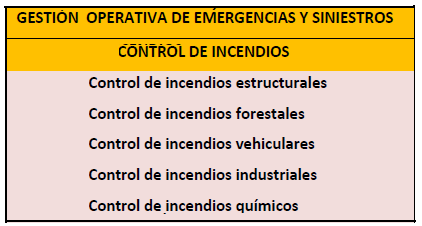 GESTIÓN OPERATIVA DE EMERGENCIAS Y SINIESTROS
CONTROL DE INCENDIOS
Control de incendios estructurales
Control de incendios forestales
Control de incendios vehiculares
Control de incendios industriales
Control de incendios químicos